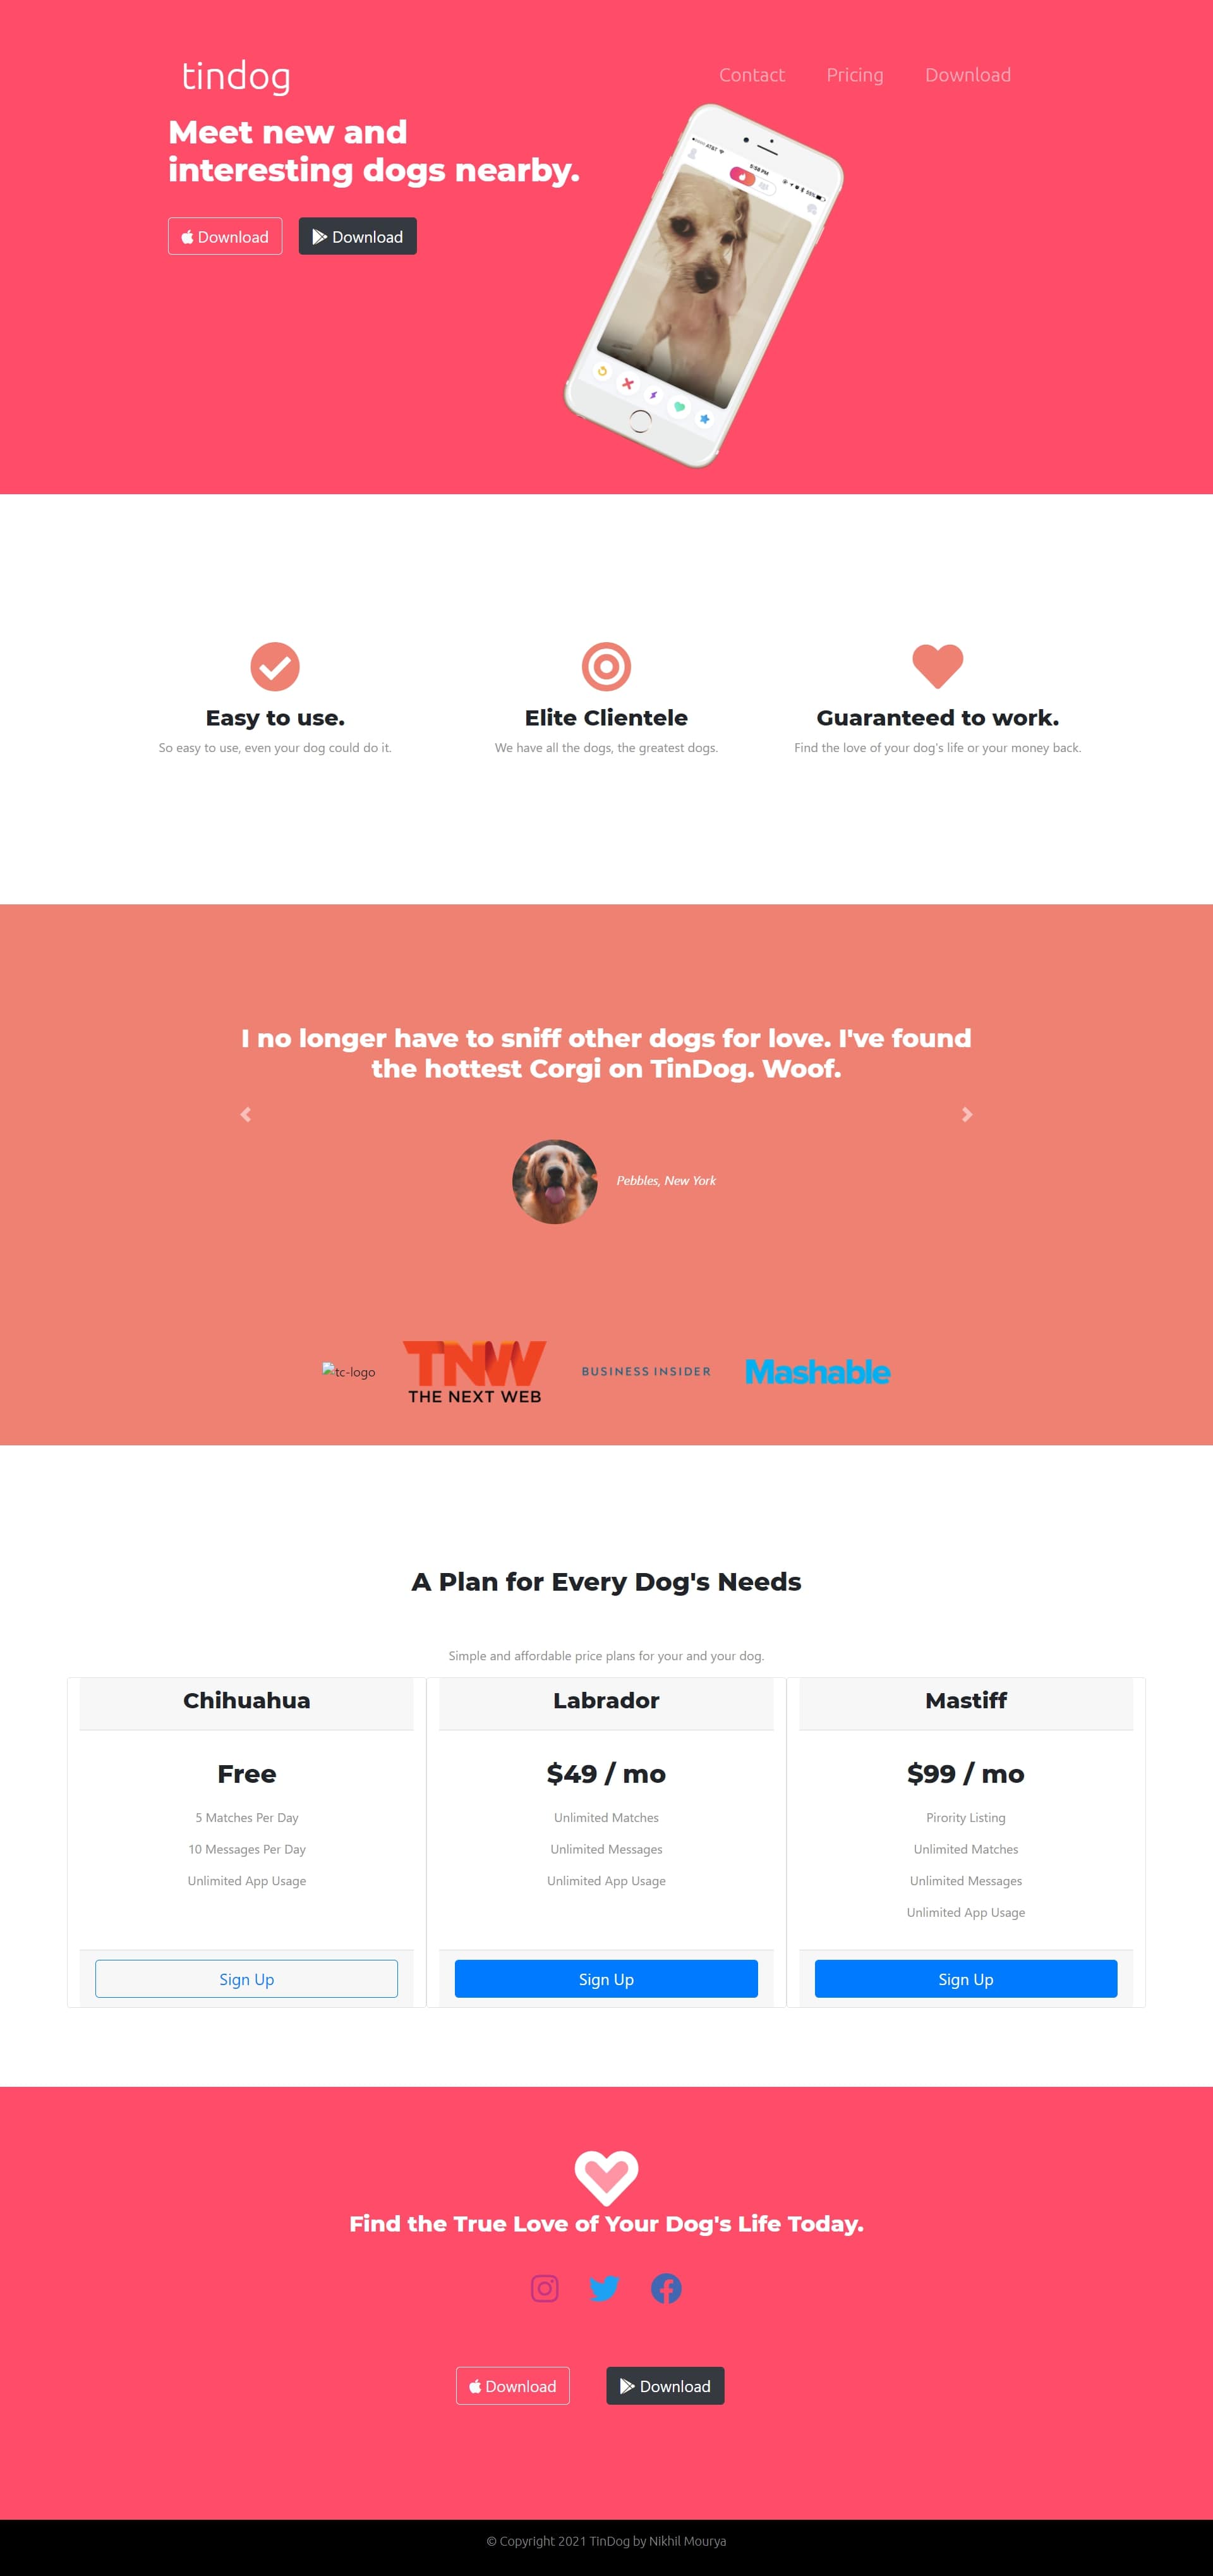 tindog
Contact
Pricing
Download
Meet new and
interesting dogs nearby.
Download
Download
AT&T
5:58 PM
55%
Easy to use.
So easy to use, even your dog could do it.
Elite Clientele
We have all the dogs, the greatest dogs.
Guaranteed to work.
Find the love of your dog's life or your money back.
I no longer have to sniff other dogs for love. I've found
the hottest Corgi on TinDog. Woof.
Pebbles, New York
tc-logo
TNW
THE NEXT WEB
BUSINESS INSIDER
Mashable
A Plan for Every Dog's Needs
Simple and affordable price plans for your and your dog.
Chihuahua
Free
5 Matches Per Day
10 Messages Per Day
Unlimited App Usage
Sign Up
Labrador
$49 / mo
Unlimited Matches
Unlimited Messages
Unlimited App Usage
Sign Up
Mastiff
$99 / mo
Pirority Listing
Unlimited Matches
Unlimited Messages
Unlimited App Usage
Sign Up
Find the True Love of Your Dog's Life Today.
Download
Download
© Copyright 2021 TinDog by Nikhil Mourya